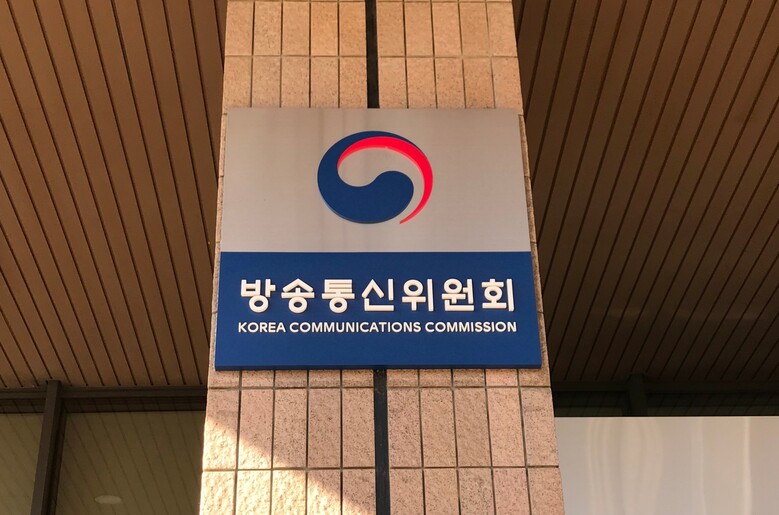 방송통신위원회
KOREA COMMUNICATIONS COMMISSION